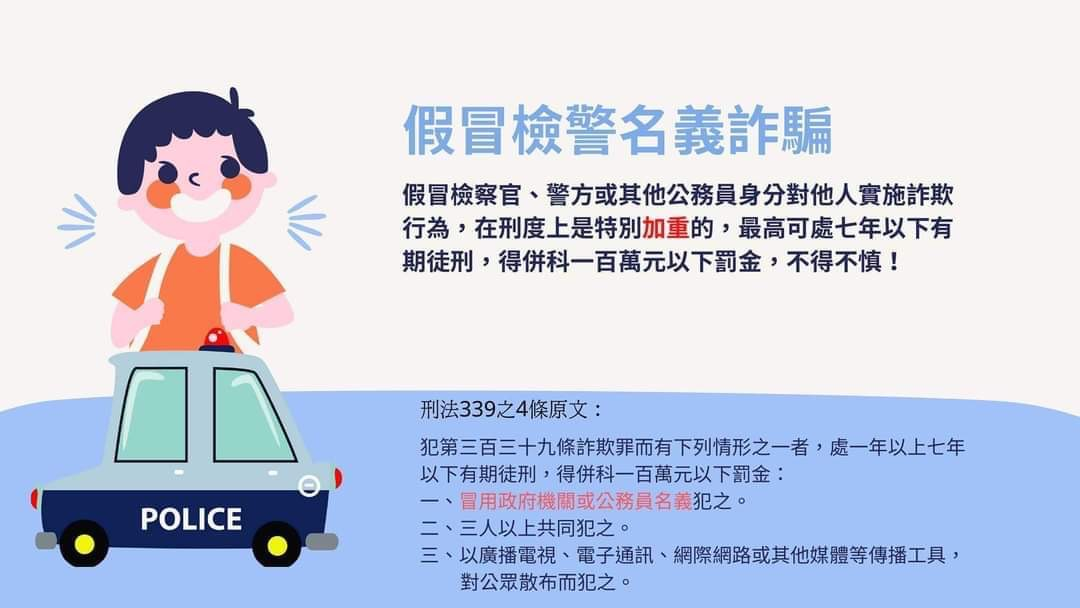 假冒檢警名義詐騙
假冒檢察官、警方或其他公務員身分對他人實施詐欺
行為，在刑度上是特別加重的，最高可處七年以下有
期徒刑，得併科一百萬元以下罰金，不得不慎！
刑法339之4條原文：
犯第三百三十九條詐欺罪而有下列情形之一者，處一年以上七年
以下有期徒刑，得併科一百萬元以下罰金：
一、冒用政府機關或公務員名義犯之。
二、三人以上共同犯之。
三、以廣播電視、電子通訊、網際網路或其他媒體等傳播工具，
對公眾散布而犯之。
POLICE